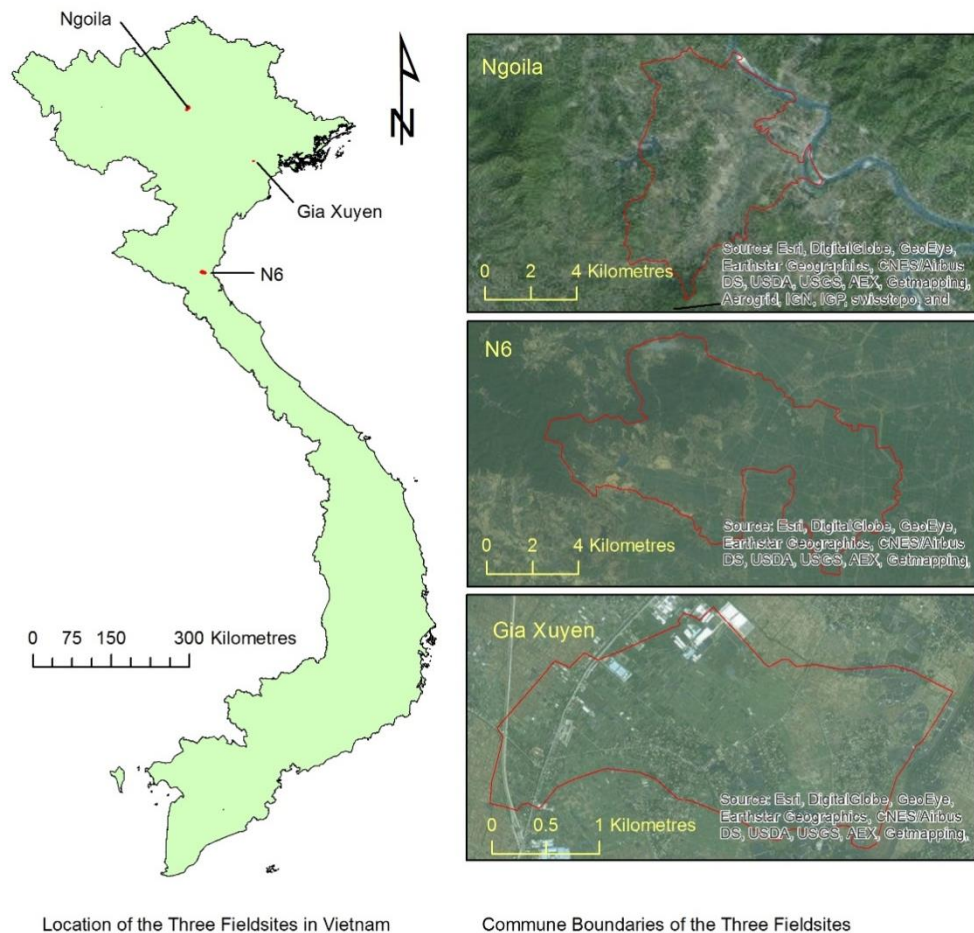 Ngoila
N
Gia Xuyen
N6
0 75 150 300 Kilometres
Location of the Three Fieldsites in Vietnam
Ngoila
0 2 4 Kilometres
Source: Esri, DigitalGlobe, GeoEye,
Earthstar Geographics, CNES/Airbus
DS, USDA, USGS, AEX, Getmapping,
Aerogrid, IGN, IGP, swisstopo, and
N6
0 2 4 Kilometres
Source: Esri, DigitalGlobe, GeoEye,
Earthstar Geographics, CNES/Airbus
DS, USDA, USGS, AEX, Getmapping,
Gia Xuyen
0 0.5 1 Kilometres
Source: Esri, DigitalGlobe, GeoEye,
Earthstar Geographics, CNES/Airbus
DS, USDA, USGS, AEX, Getmapping,
Commune Boundaries of the Three Fieldsites